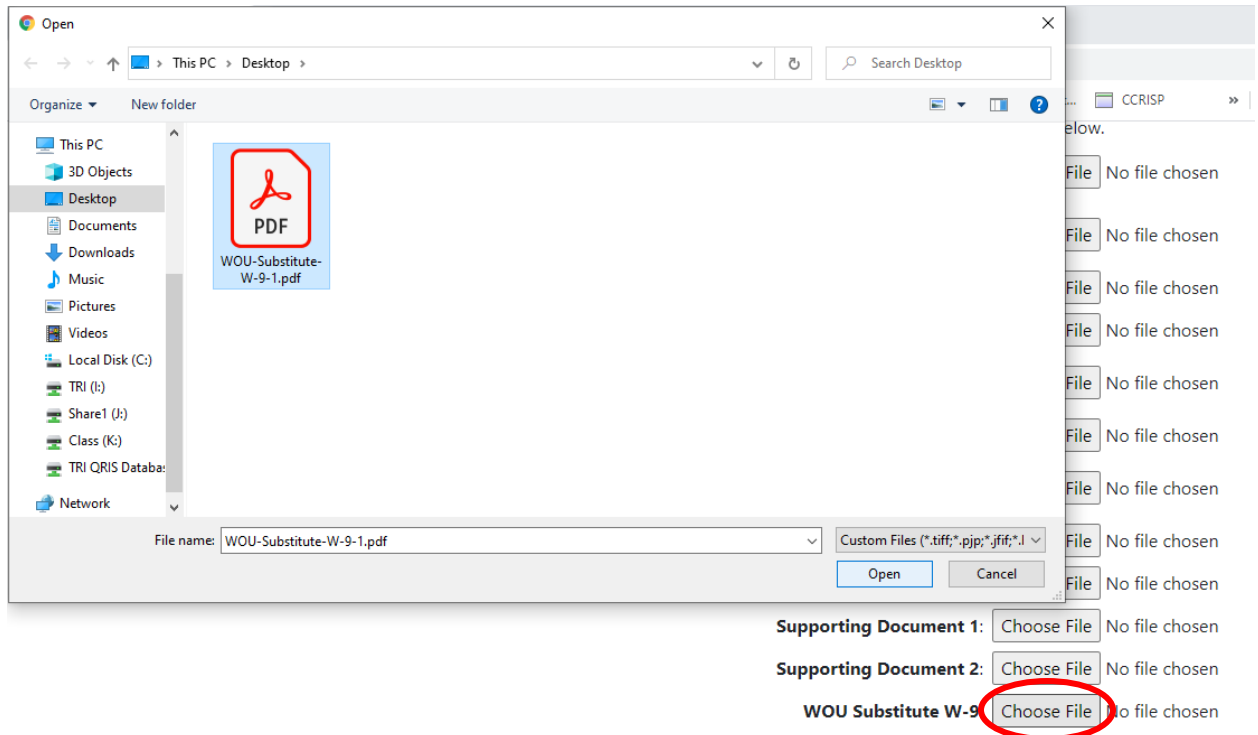 Open
This PC > Desktop >
Search Desktop
Organize
New folder
CCRISP
»
elow.
This PC
3D Objects
Desktop
Documents
Downloads
Music
Pictures
Videos
Local Disk (C:)
TRI (I:)
Share1 (J:)
Class (K:)
TRI QRIS Databa
Network
PDF
WOU-Substitute-
W-9-1.pdf
File No file chosen
File No file chosen
File No file chosen
File No file chosen
File No file chosen
File No file chosen
File No file chosen
File No file chosen
File No file chosen
File name: WOU-Substitute-W-9-1.pdf
Custom Files (*.tiff;*.pjp;*.jfif;*.
Open
Cancel
Supporting Document 1: Choose File No file chosen
Supporting Document 2: Choose File No file chosen
WOU Substitute W-9 Choose File No file chosen